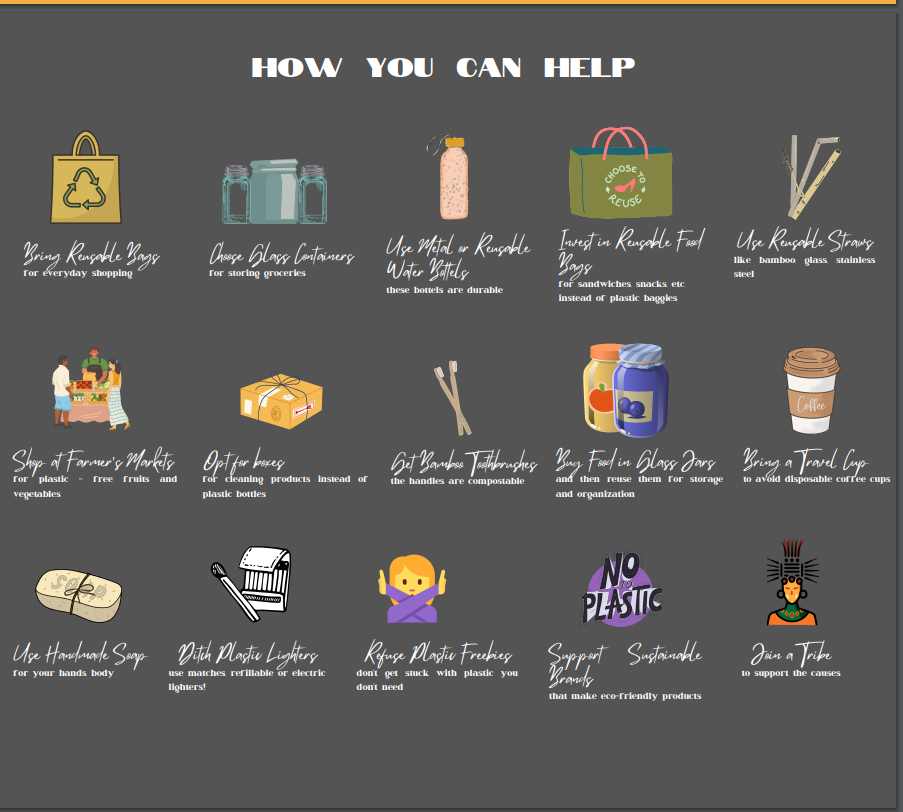 HOW YOU CAN HELP
CHOOSE TO
REUSE
Bring Reusable Bags
for everyday shopping
Choose Glass Containers
for storing groceries
Use Metal or Reusable
Water Bottels
these bottels are durable
Invest in Reusable Food
Bags
for sandwiches snacks etc
instead of plastic baggies
Use Reusable Straws
like bamboo glass stainless
steel
Coffee
Shop at Farmer's Markets
for plastic - free fruits and
vegetables
Opt for boxes
for cleaning products instead of
plastic bottles
Get Bamboo Toothbrushes
the handles are compostable
Buy Food in Glass Jars
and then reuse them for storage
and organization
Bring a Travel Cup
to avoid disposable coffee cups
SOAP
NO
to
PLASTIC
Use Handmade Soap
for your hands body
Ditch Plastic Lighters
use matches refillable or electric
lighters!
Refuse Plastic Freebies
don't get stuck with plastic you
don't need
Support Sustainable
Brands
that make eco-friendly products
Join a Tribe
to support the causes